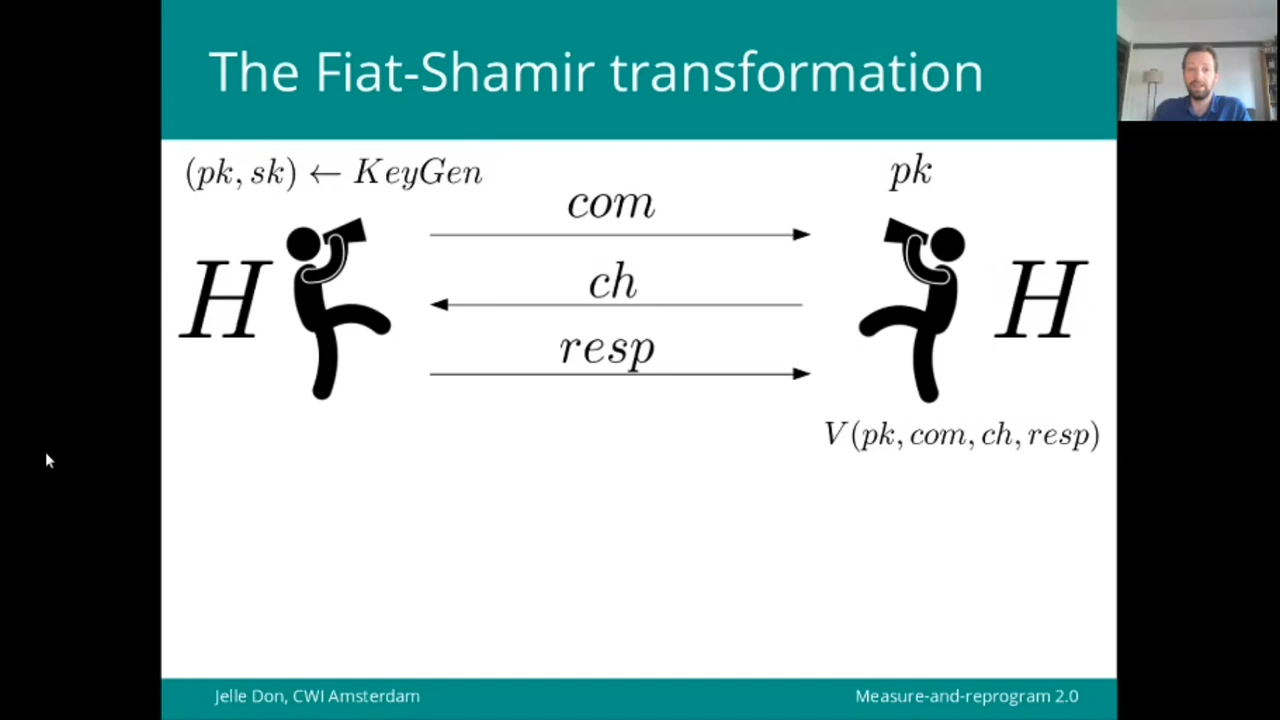 The Fiat-Shamir transformation
(pk, sk) ← KeyGen
pk
com
H
ch
H
resp
V(pk, com, ch, resp)
Jelle Don, CWI Amsterdam
Measure-and-reprogram 2.0